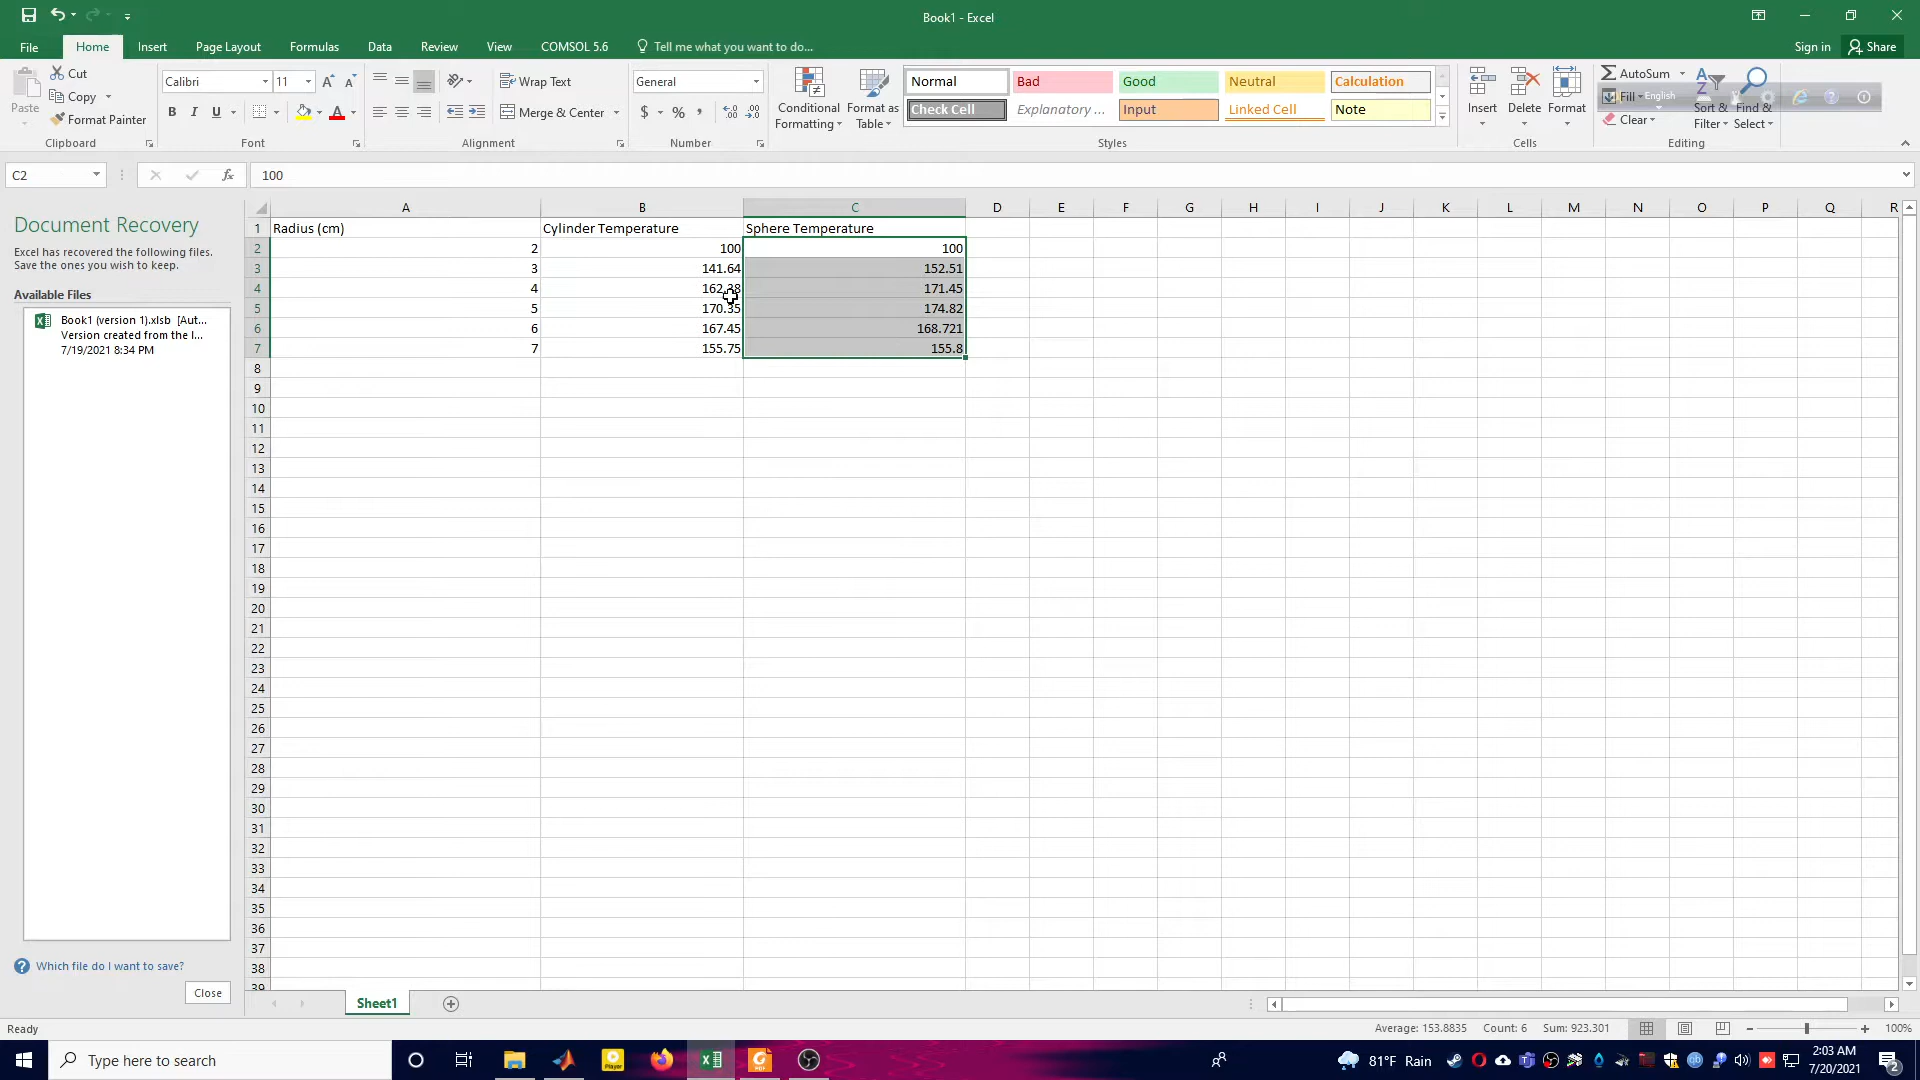 Book1 - Excel
File Home Insert Page Layout Formulas Data Review View COMSOL 5.6 Tell me what you want to do... Sign in Share
Paste
Cut
Copy
Format Painter
Clipboard
Calibri 11
B I U
Font
Wrap Text
Merge & Center
Alignment
General
$ % ,
Number
Conditional Formatting
Format as Table
Normal Bad Good Neutral Calculation
Check Cell Explanatory ... Input Linked Cell Note
Styles
Insert Delete Format
Cells
AutoSum
Fill English
Clear
Sort & Filter
Find & Select
Editing
C2 fx 100
Document Recovery
Excel has recovered the following files.
Save the ones you wish to keep.
Available Files
Book1 (version 1).xlsb [Aut...
Version created from the l...
7/19/2021 8:34 PM
Which file do I want to save?
Close
A B C D E F G H I J K L M N O P Q R
1 Radius (cm) Cylinder Temperature Sphere Temperature
2 2 100 100
3 3 141.64 152.51
4 4 162.38 171.45
5 5 170.35 174.82
6 6 167.45 168.721
7 7 155.75 155.8
8
9
10
11
12
13
14
15
16
17
18
19
20
21
22
23
24
25
26
27
28
29
30
31
32
33
34
35
36
37
38
39
Sheet1
Ready Average: 153.8835 Count: 6 Sum: 923.301 100%
Type here to search
81°F Rain
2:03 AM
7/20/2021
2